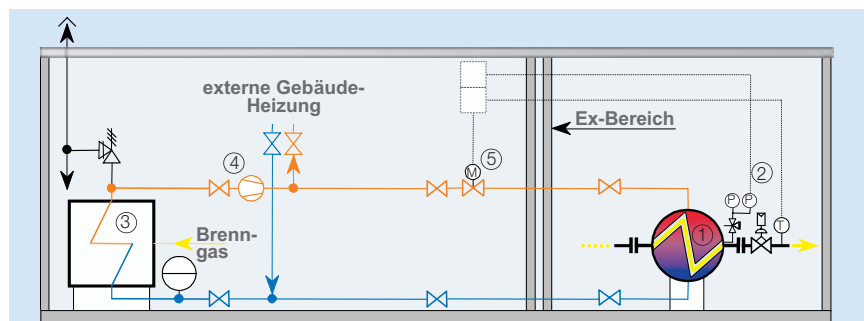 externe Gebäude-
Heizung
Ex-Bereich
④
⑤
M
②
P P
③
Brenn-
gas
①
T